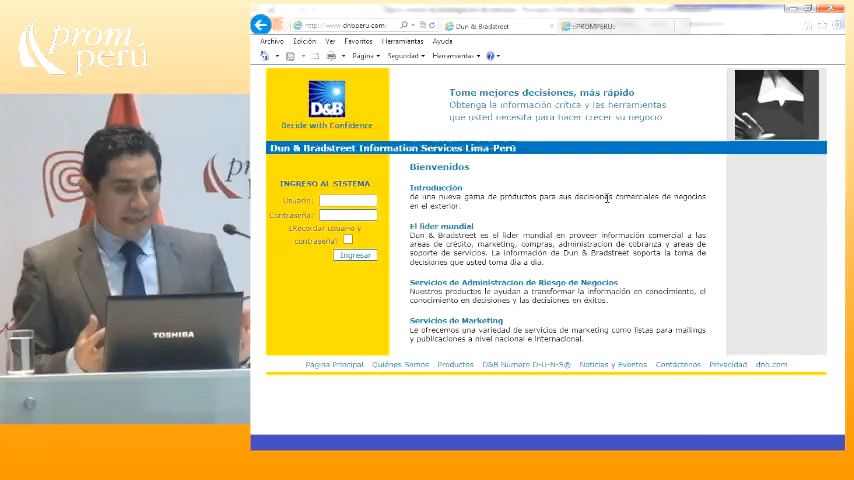 prom
perú
http://www.dnbperu.com/
Dun & Bradstreet
::PROMPERU::
Archivo Edición Ver Favoritos Herramientas Ayuda
Página Seguridad Herramientas
D&B
Decide with Confidence
Tome mejores decisiones, más rápido
Obtenga la información crítica y las herramientas
que usted necesita para hacer crecer su negocio
Dun & Bradstreet Information Services Lima-Perú
INGRESO AL SISTEMA
Usuario:
Contraseña:
¿Recordar usuario y
contraseña?
Ingresar
Bienvenidos
Introducción
de una nueva gama de productos para sus decisiones comerciales de negocios
en el exterior.
El líder mundial
Dun & Bradstreet es el líder mundial en proveer información comercial a las
áreas de crédito, marketing, compras, administracion de cobranza y areas de
soporte de servicios. La información de Dun & Bradstreet soporta la toma de
decisiones que usted toma día a día.
Servicios de Administracion de Riesgo de Negocios
Nuestros productos le ayudan a transformar la información en conocimiento, el
conocimiento en decisiones y las decisiones en éxitos.
Servicios de Marketing
Le ofrecemos una variedad de servicios de marketing como listas para mailings
y publicaciones a nivel nacional e internacional.
Página Principal Quiénes Somos Productos D&B Número D-U-N-S® Noticias y Eventos Contáctenos Privacidad dnb.com
TOSHIBA